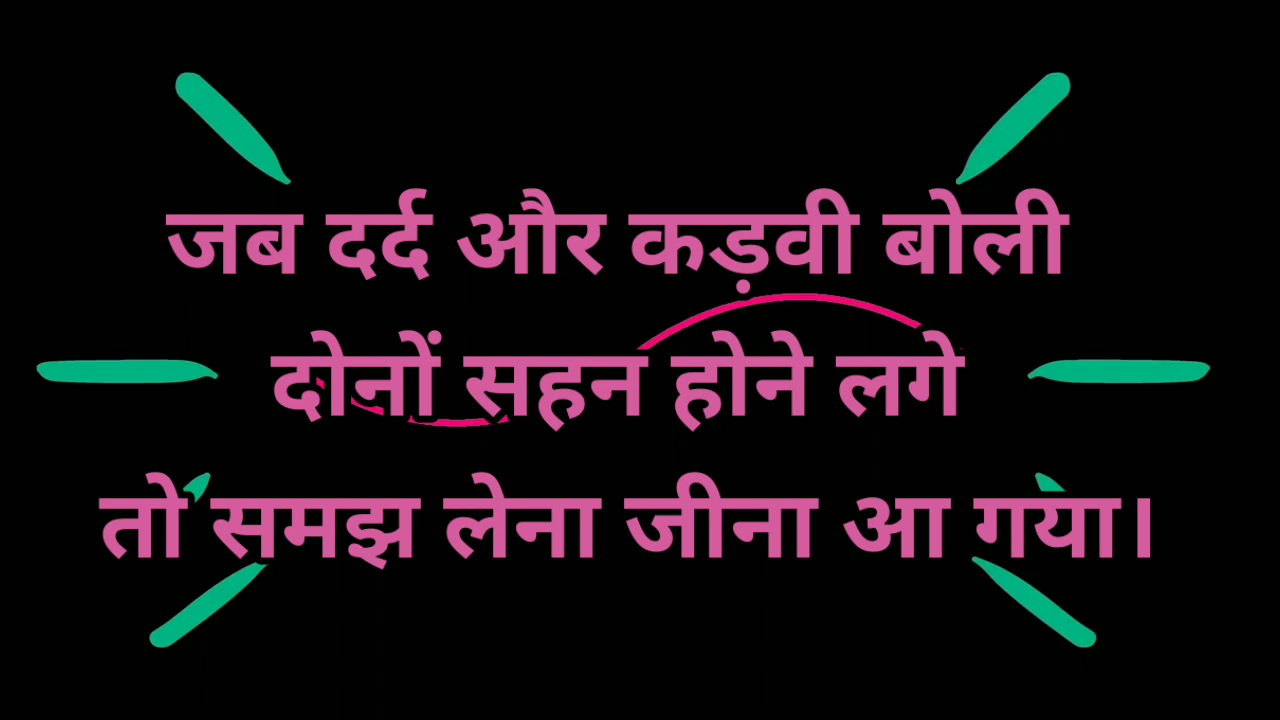 जब दर्द और कड़वी बोली
दोनों सहन होने लगे
तो समझ लेना जीना आ गया।